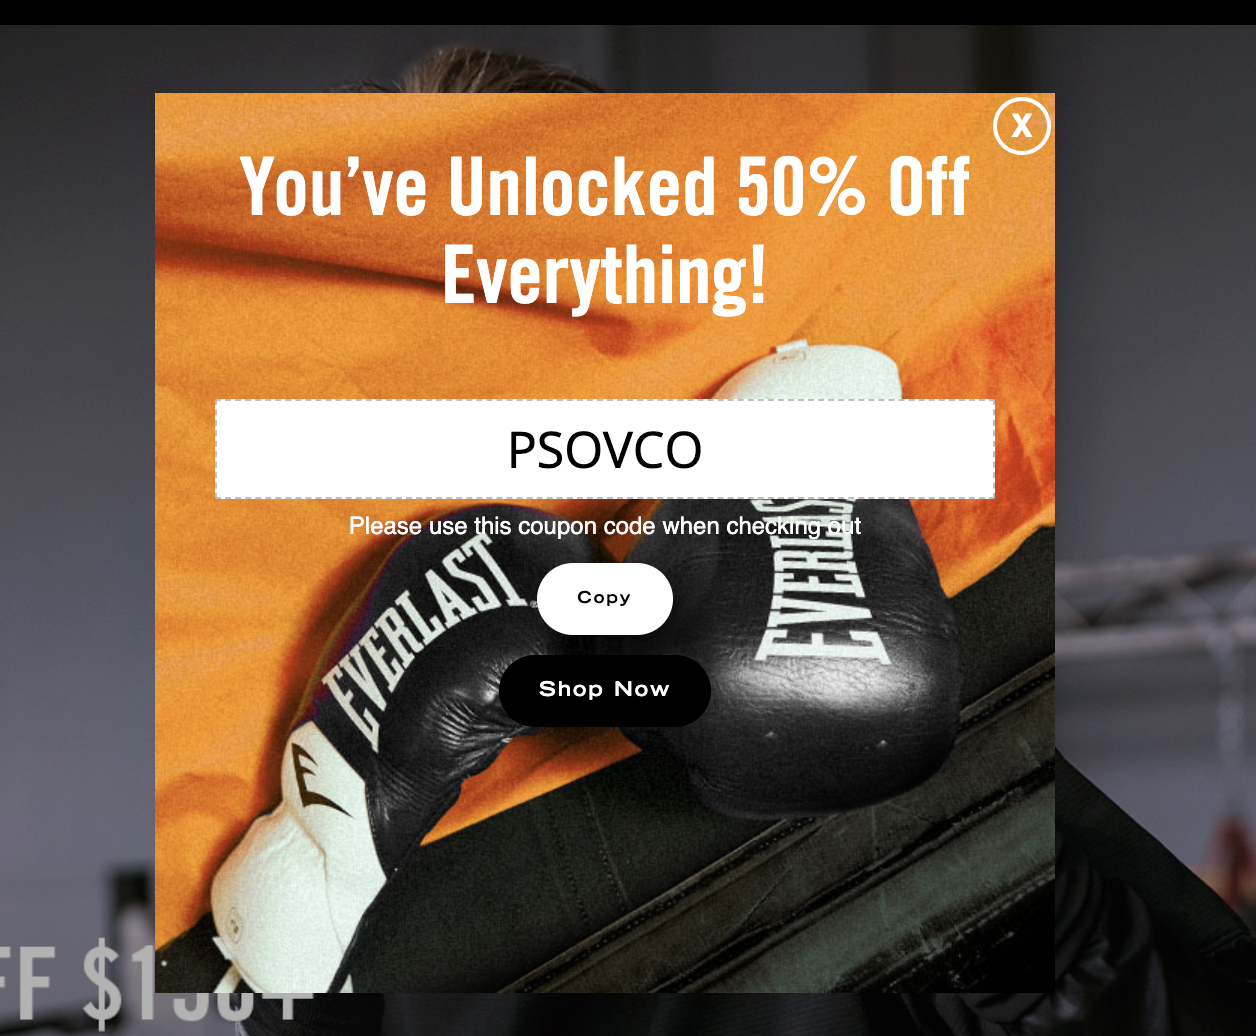 X
You’ve Unlocked 50% Off
Everything!
PSOVCO
Please use this coupon code when checking out
EVERLAST
EVERLAST
Copy
Shop Now